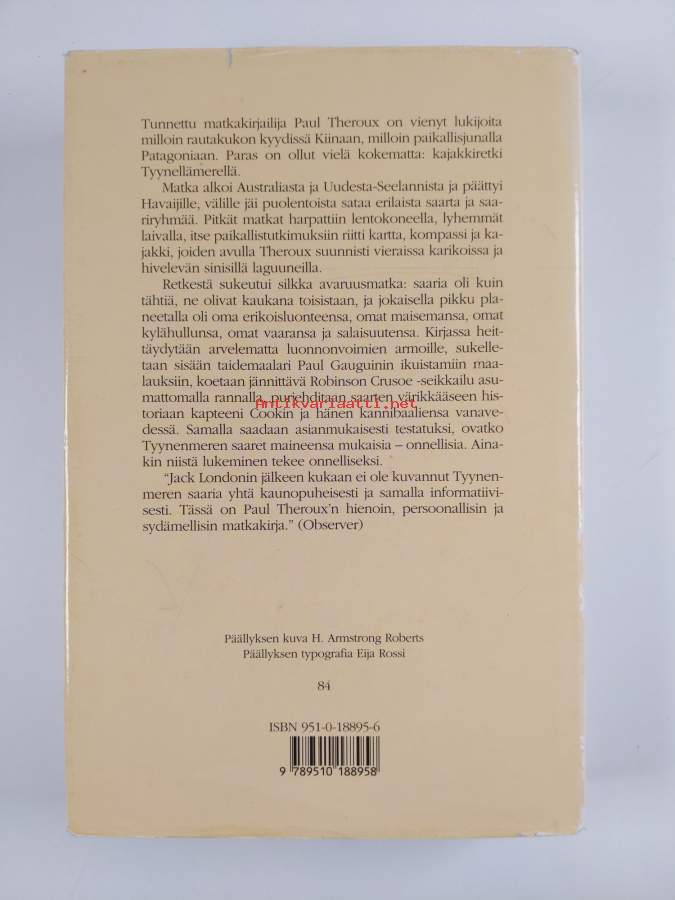 Tunnettu matkakirjailija Paul Theroux on vienyt lukijoita
milloin rautakukon kyydissä Kiinaan, milloin paikallisjunalla
Patagoniaan. Paras on ollut vielä kokematta: kajakkiretki
Tyynellämerellä.
Matka alkoi Australiasta ja Uudesta-Seelannista ja päättyi
Havaijille, välille jäi puolentoista sataa erilaista saarta ja saa-
riryhmää. Pitkät matkat harpattiin lentokoneella, lyhemmät
laivalla, itse paikallistutkimuksiin riitti kartta, kompassi ja ka-
jakki, joiden avulla Theroux suunnisti vieraissa karikoissa ja
hivelevän sinisillä laguuneilla.
Retkestä sukeutui silkka avaruusmatka: saaria oli kuin
tähtiä, ne olivat kaukana toisistaan, ja jokaisella pikku pla-
neetalla oli oma erikoisluonteensa, omat maisemansa, omat
kylähullunsa, omat vaaransa ja salaisuutensa. Kirjassa heit-
täydytään arvelematta luonnonvoimien armoille, sukelle-
taan sisään taidemaalari Paul Gauguinin ikuistamiin maa-
lauksiin, koetaan jännittävä Robinson Crusoe -seikkailu asu-
mattomalla rannalla, purjehditaan saarten värikkääseen his-
Antikvariaatti.net
toriaan kapteeni Cookin ja hänen kannibaaliensa vanave-
dessä. Samalla saadaan asianmukaisesti testatuksi, ovatko
Tyynenmeren saaret maineensa mukaisia – onnellisia. Aina-
kin niistä lukeminen tekee onnelliseksi.
"Jack Londonin jälkeen kukaan ei ole kuvannut Tyynen-
meren saaria yhtä kaunopuheisesti ja samalla informatiivi-
sesti. Tässä on Paul Theroux'n hienoin, persoonallisin ja
sydämellisin matkakirja." (Observer)
Päällyksen kuva H. Armstrong Roberts
Päällyksen typografia Eija Rossi
84
ISBN 951-0-18895-6
9 789510 188958